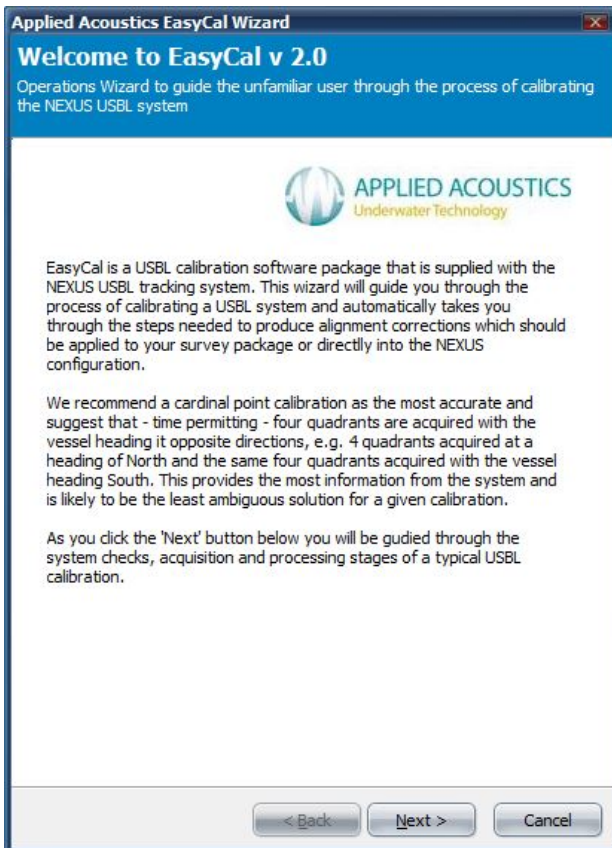 Applied Acoustics EasyCal Wizard
Welcome to EasyCal v 2.0
Operations Wizard to guide the unfamiliar user through the process of calibrating
the NEXUS USBL system
APPLIED ACOUSTICS
Underwater Technology
EasyCal is a USBL calibration software package that is supplied with the
NEXUS USBL tracking system. This wizard will guide you through the
process of calibrating a USBL system and automatically takes you
through the steps needed to produce alignment corrections which should
be applied to your survey package or directlly into the NEXUS
configuration.
We recommend a cardinal point calibration as the most accurate and
suggest that - time permitting - four quadrants are acquired with the
vessel heading it opposite directions, e.g. 4 quadrants acquired at a
heading of North and the same four quadrants acquired with the vessel
heading South. This provides the most information from the system and
is likely to be the least ambiguous solution for a given calibration.
As you click the 'Next' button below you will be gudied through the
system checks, acquisition and processing stages of a typical USBL
calibration.
< Back
Next >
Cancel